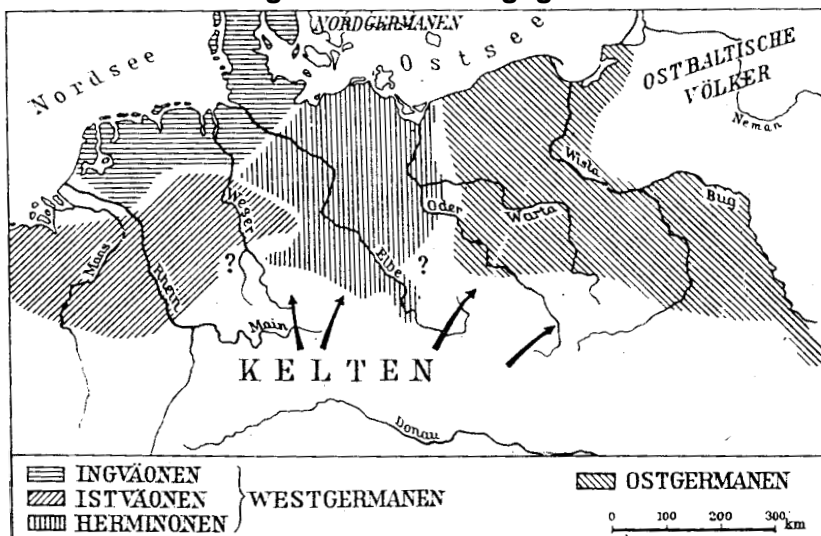 NORDGERMANEN
Nordsee
Ostsee
OSTBALTISCHE
VÖLKER
Neman
Wisła
Bug
Weser
Oder
Warta
Maas
Rhein
?
Elbe
?
Main
KELTEN
Donau
INGVÄONEN
ISTVÄONEN
HERMINONEN
WESTGERMANEN
OSTGERMANEN
0 100 200 300 km